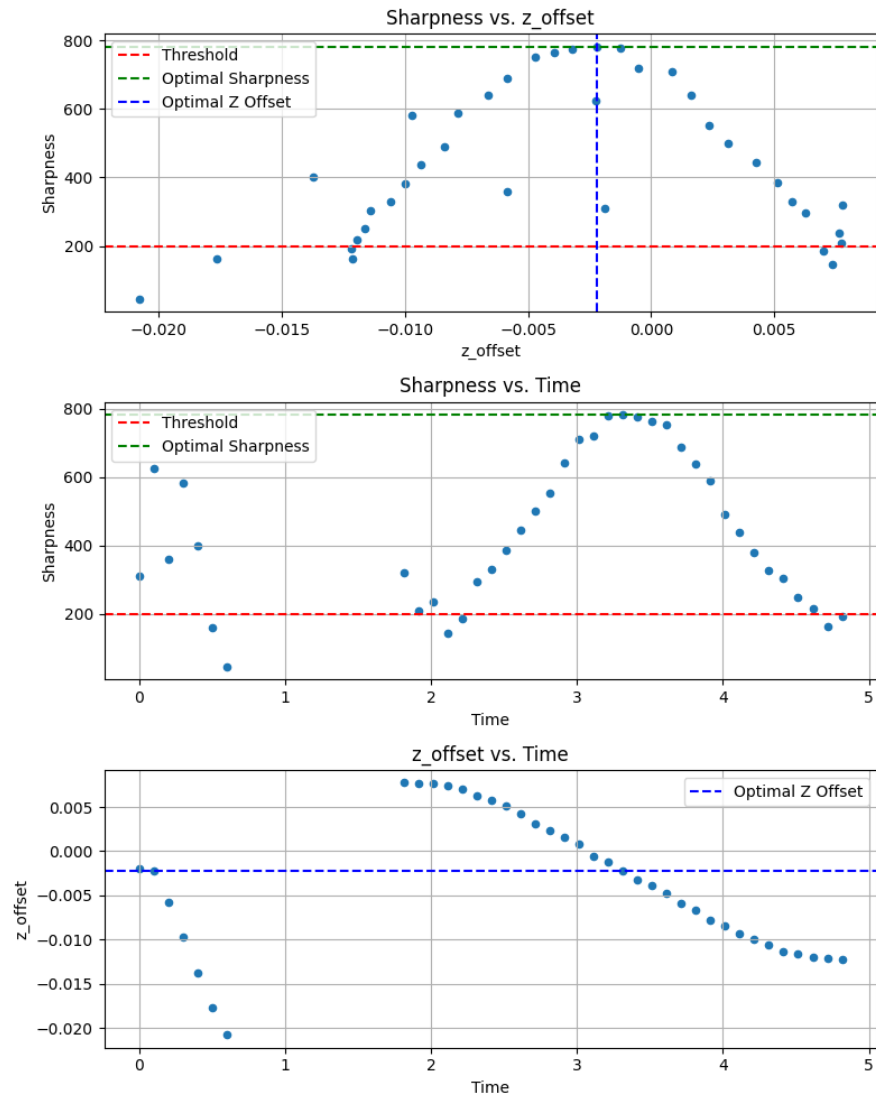 Sharpness vs. z_offset
800
600
400
200
Sharpness
Threshold
Optimal Sharpness
Optimal Z Offset
−0.020 −0.015 −0.010 −0.005 0.000 0.005
z_offset
Sharpness vs. Time
800
600
400
200
Sharpness
Threshold
Optimal Sharpness
0 1 2 3 4 5
Time
z_offset vs. Time
0.005
0.000
−0.005
−0.010
−0.015
−0.020
z_offset
Optimal Z Offset
0 1 2 3 4 5
Time